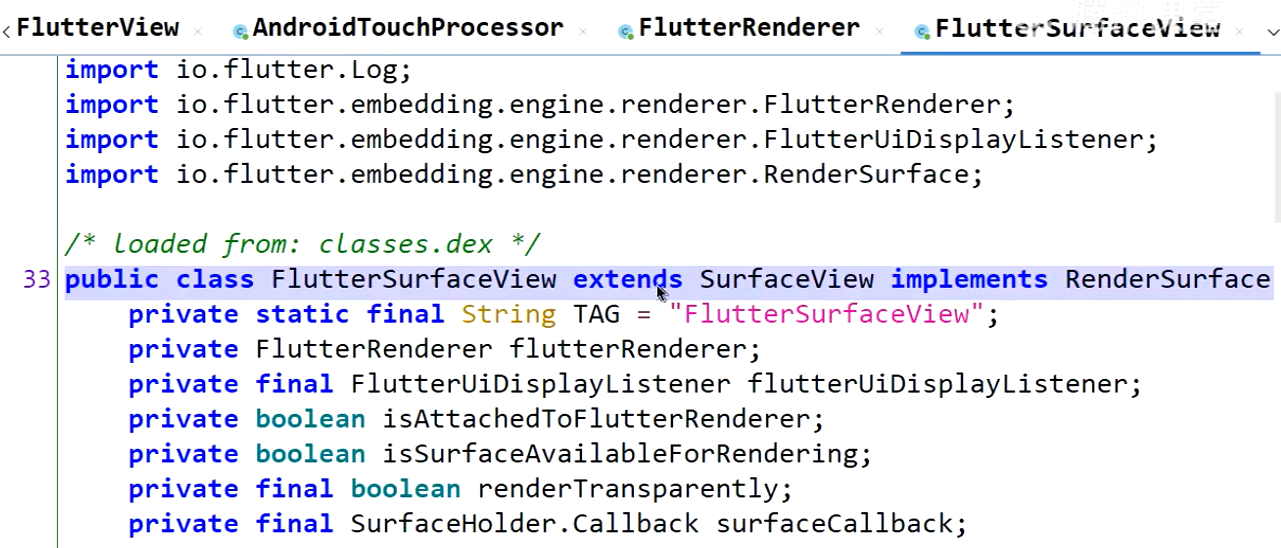 FlutterView
AndroidTouchProcessor
FlutterRenderer
FlutterSurfaceView
import io.flutter.Log;
import io.flutter.embedding.engine.renderer.FlutterRenderer;
import io.flutter.embedding.engine.renderer.FlutterUiDisplayListener;
import io.flutter.embedding.engine.renderer.RenderSurface;
/* loaded from: classes.dex */
33 public class FlutterSurfaceView extends SurfaceView implements RenderSurface
private static final String TAG = "FlutterSurfaceView";
private FlutterRenderer flutterRenderer;
private final FlutterUiDisplayListener flutterUiDisplayListener;
private boolean isAttachedToFlutterRenderer;
private boolean isSurfaceAvailableForRendering;
private final boolean renderTransparently;
private final SurfaceHolder.Callback surfaceCallback;